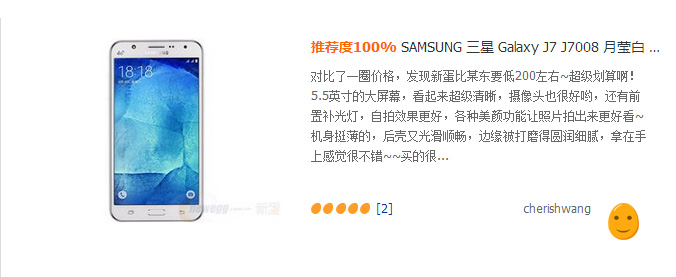 推荐度100% SAMSUNG 三星 Galaxy J7 J7008 月莹白 ...
对比了一圈价格，发现新蛋比某东要低200左右~超级划算啊！
5.5英寸的大屏幕，看起来超级清晰，摄像头也很好哟，还有前
置补光灯，自拍效果更好，各种美颜功能让照片拍出来更好看~
机身挺薄的，后壳又光滑顺畅，边缘被打磨得圆润细腻，拿在手
上感觉很不错~~买的很...
[2]
cherishwang
4G
SAMSUNG
newegg 新蛋